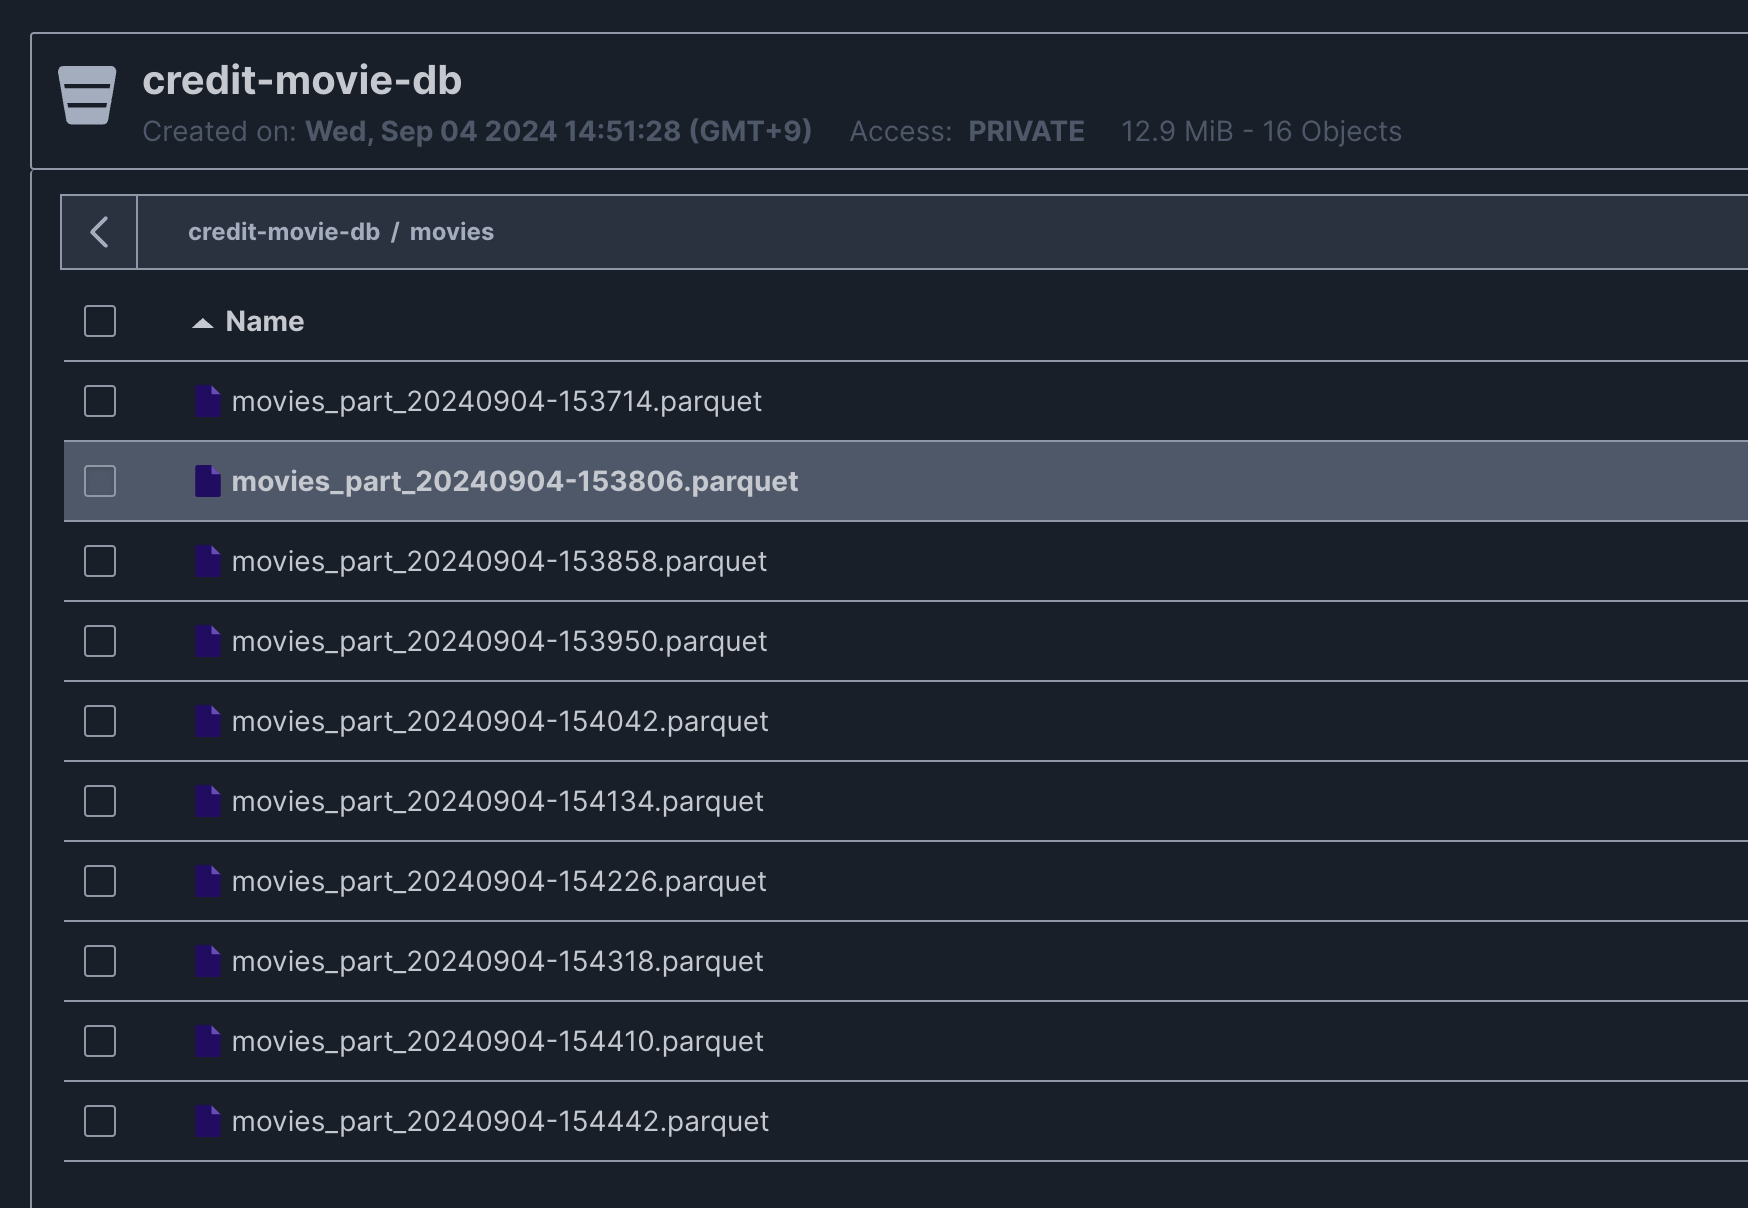 credit-movie-db
Created on: Wed, Sep 04 2024 14:51:28 (GMT+9) Access: PRIVATE 12.9 MiB - 16 Objects
credit-movie-db / movies
Name
movies_part_20240904-153714.parquet
movies_part_20240904-153806.parquet
movies_part_20240904-153858.parquet
movies_part_20240904-153950.parquet
movies_part_20240904-154042.parquet
movies_part_20240904-154134.parquet
movies_part_20240904-154226.parquet
movies_part_20240904-154318.parquet
movies_part_20240904-154410.parquet
movies_part_20240904-154442.parquet